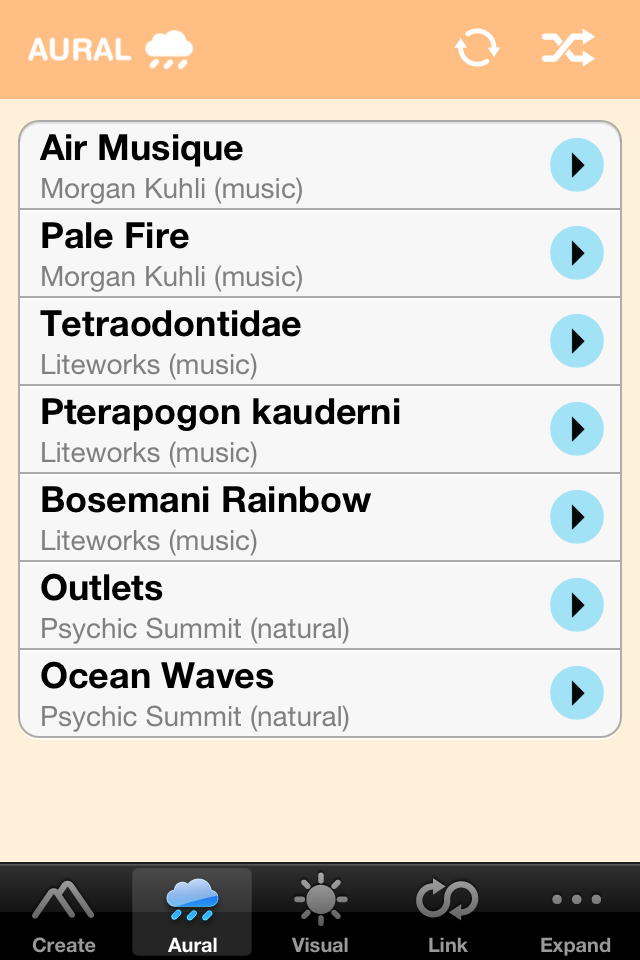 AURAL
Air Musique
Morgan Kuhli (music)
Pale Fire
Morgan Kuhli (music)
Tetraodontidae
Liteworks (music)
Pterapogon kauderni
Liteworks (music)
Bosemani Rainbow
Liteworks (music)
Outlets
Psychic Summit (natural)
Ocean Waves
Psychic Summit (natural)
Create Aural Visual Link Expand